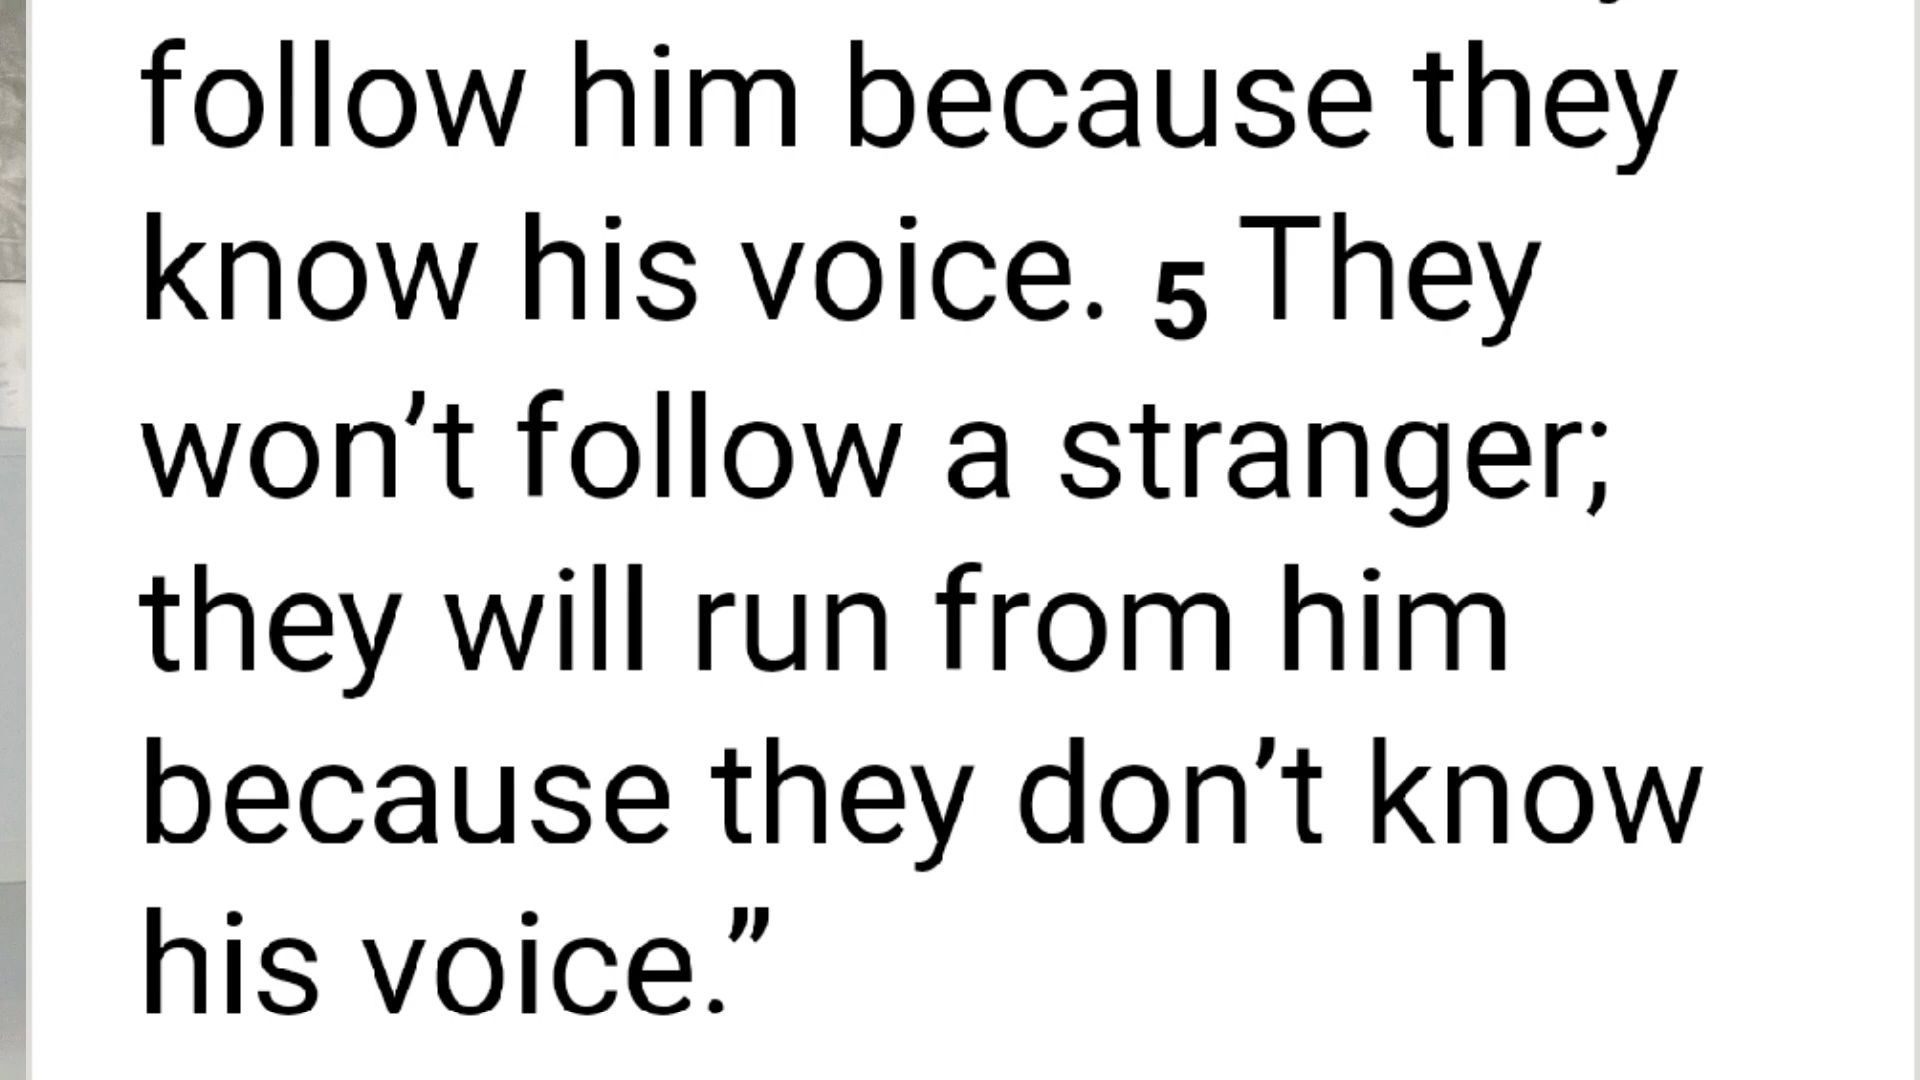 follow him because they
know his voice. 5 They
won’t follow a stranger;
they will run from him
because they don’t know
his voice.”